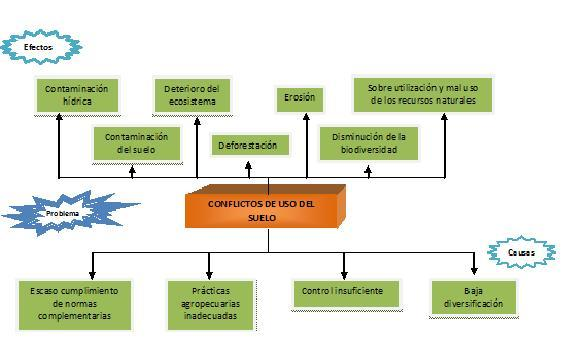 Efectos:
Contaminación
hídrica
Deterioro del
ecosistema
Erosión
Sobre utilización y mal uso
de los recursos naturales
Contaminación
del suelo
Deforestación
Disminución de la
biodiversidad
Problema
CONFLICTOS DE USO DEL
SUELO
Causas
Escaso cumplimiento
de normas
complementarias
Prácticas
agropecuarias
inadecuadas
Control insuficiente
Baja
diversificación